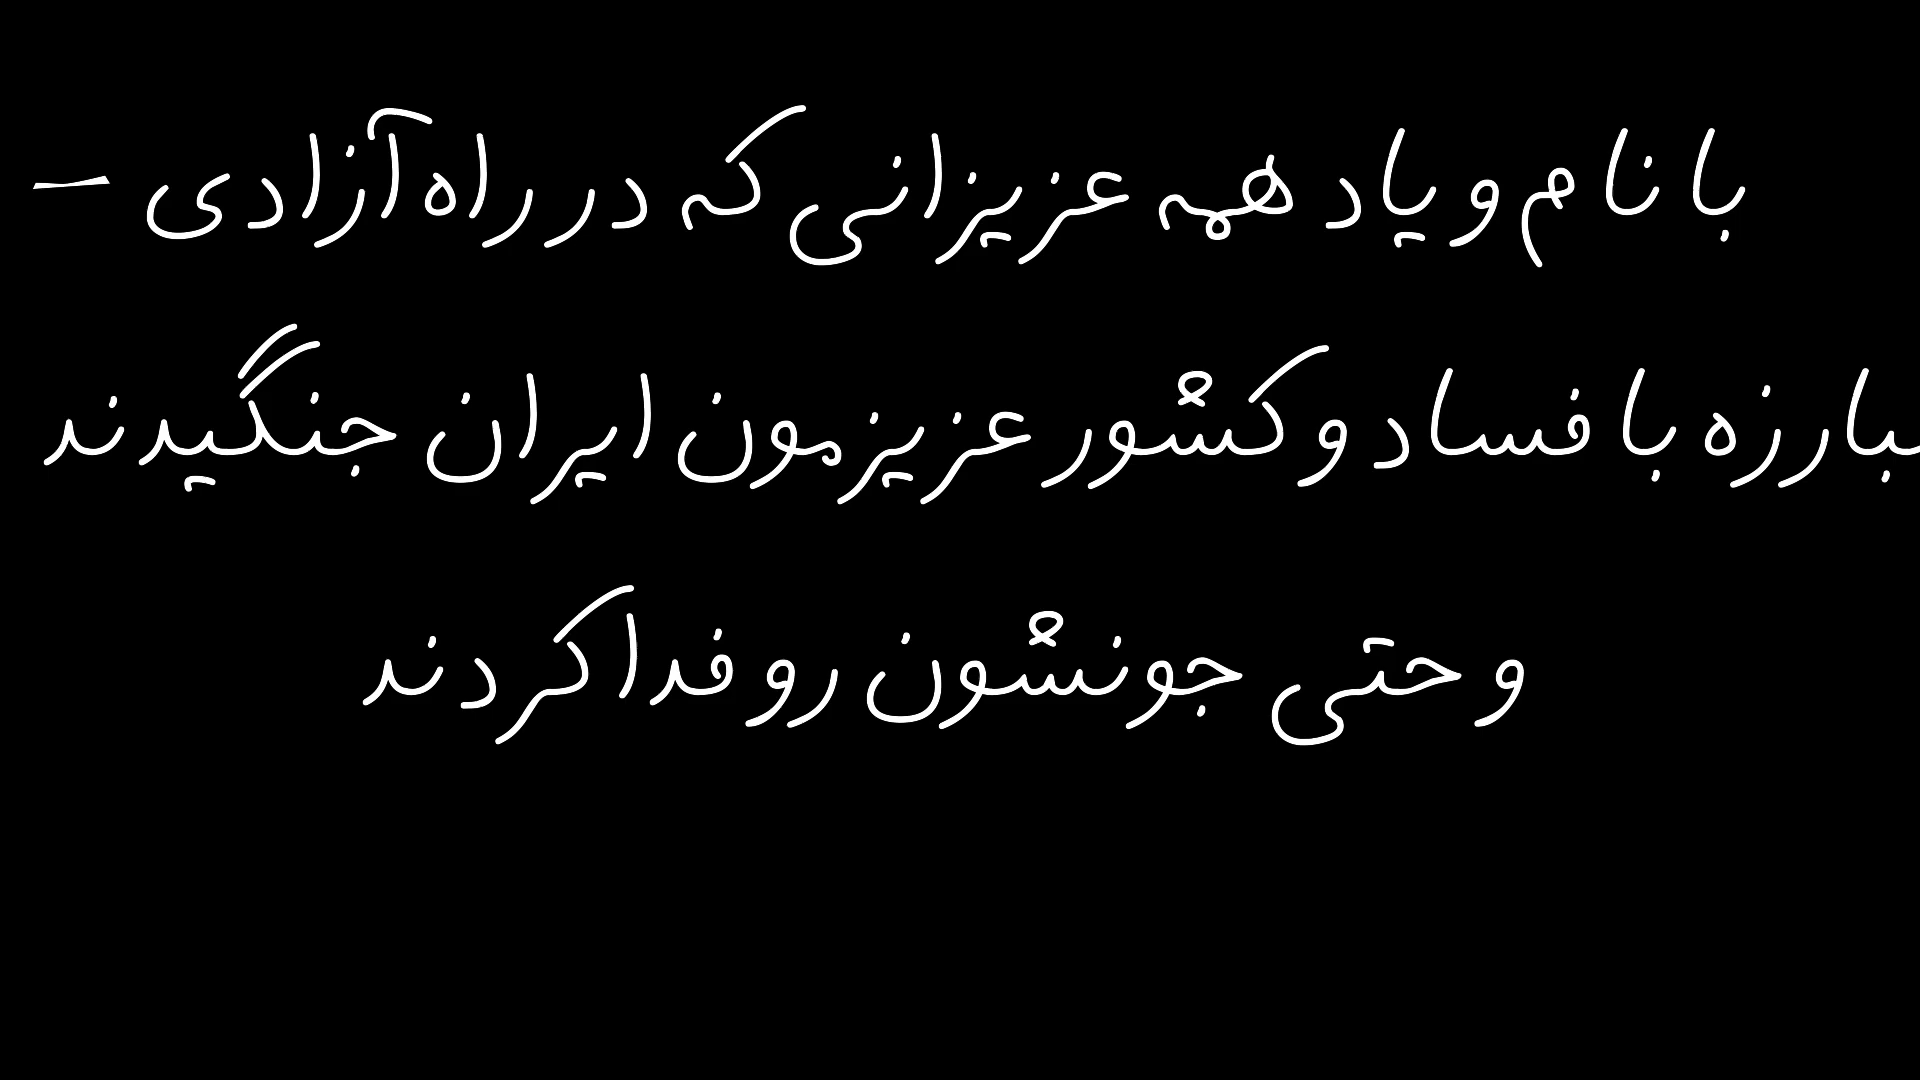 با نام و یاد همه عزیزانی که در راه آزادی –
با فساد و کشور عزیزمون ایران جنگیدند
و حتی جونشون رو فدا کردند